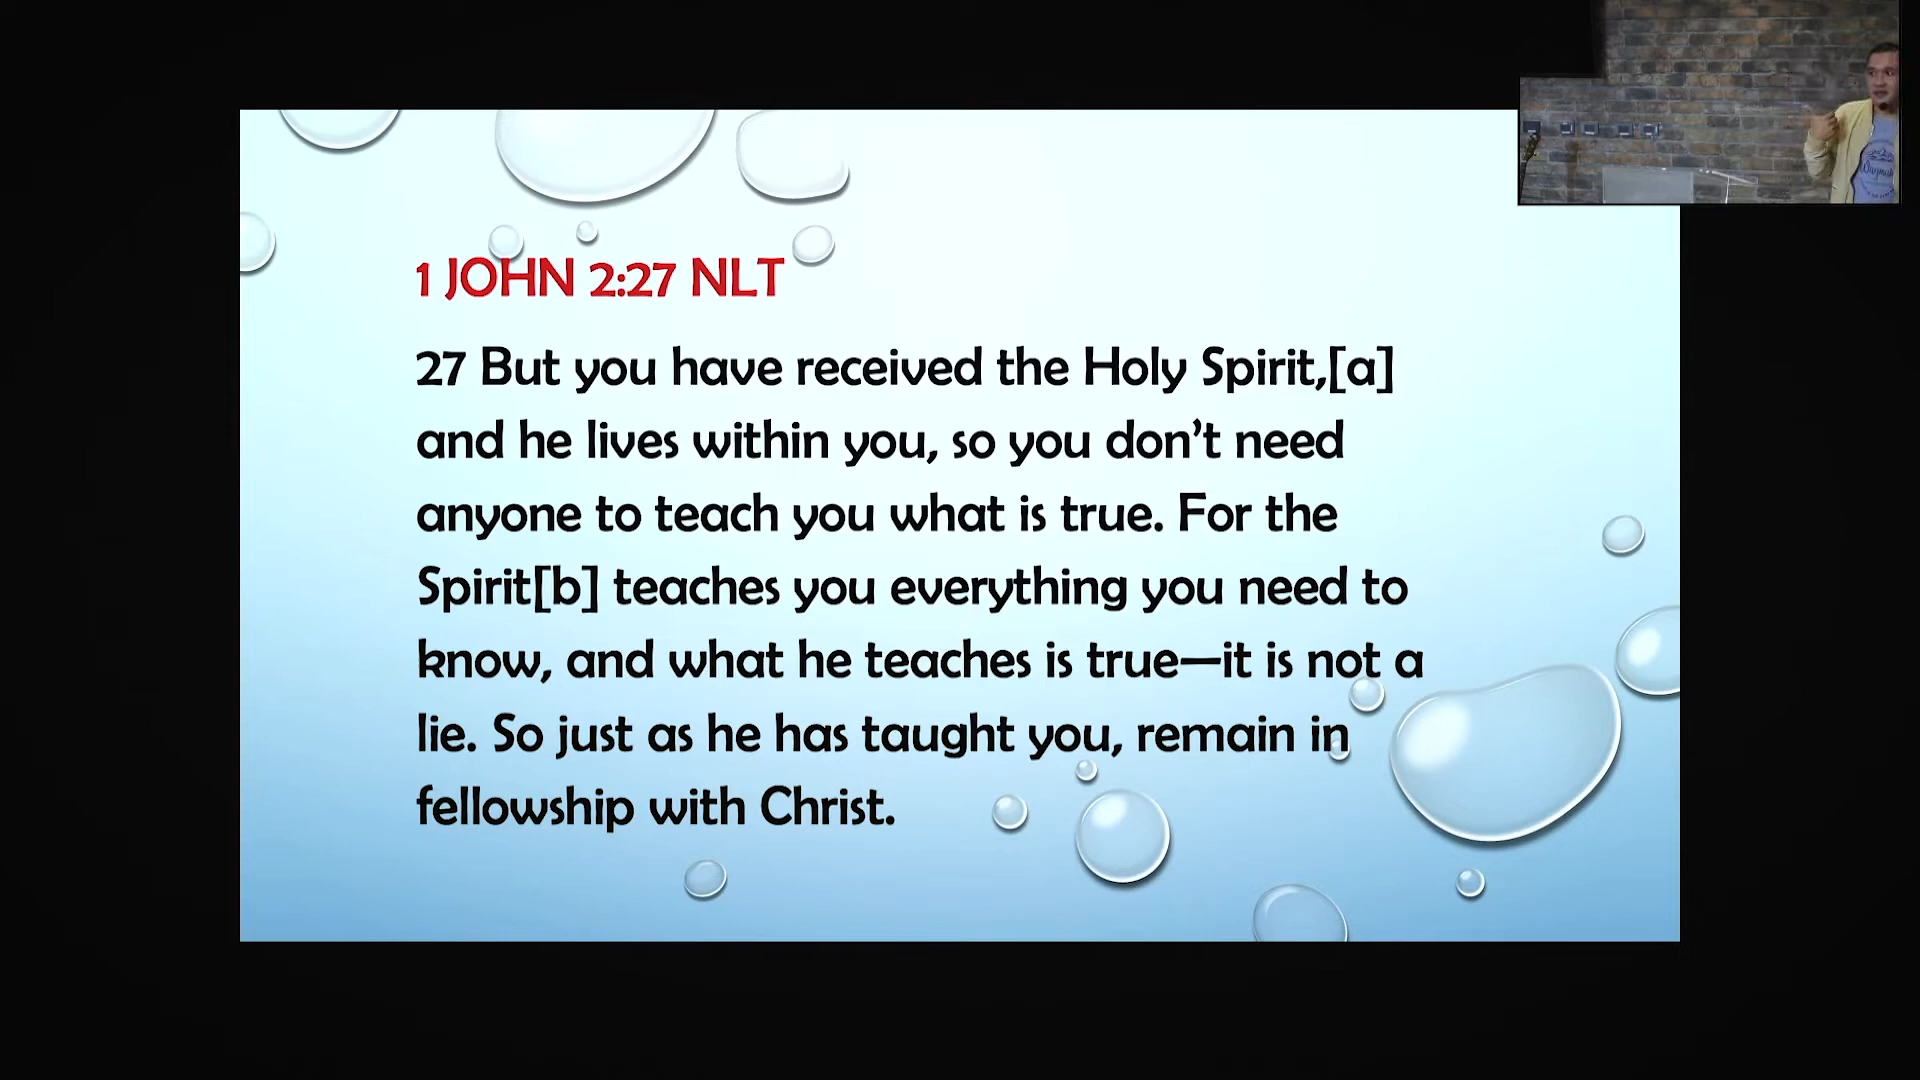 1 JOHN 2:27 NLT
27 But you have received the Holy Spirit,[a]
and he lives within you, so you don’t need
anyone to teach you what is true. For the
Spirit[b] teaches you everything you need to
know, and what he teaches is true—it is not a
lie. So just as he has taught you, remain in
fellowship with Christ.